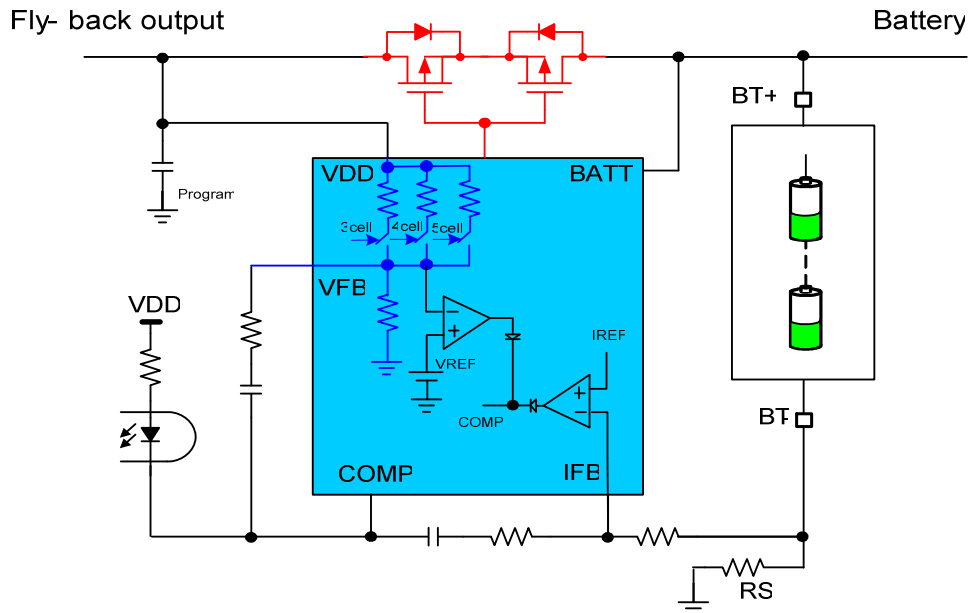 Fly- back output
Battery
BT+
VDD
BATT
Program
3cell
4cell
5cell
VFB
VDD
IREF
VREF
COMP
BT-
COMP
IFB
RS